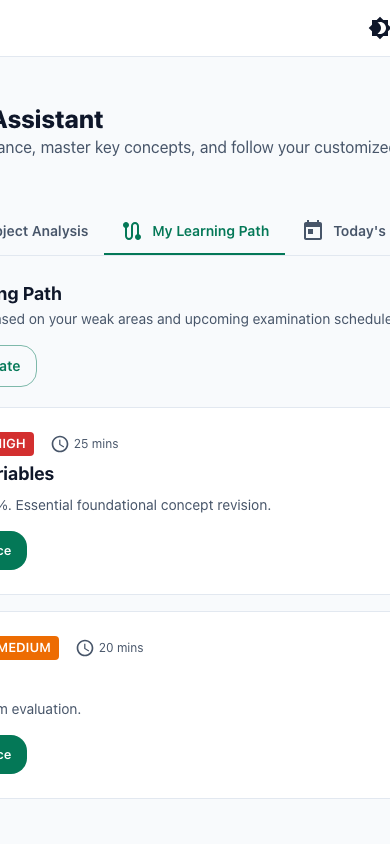 Assistant
ance, master key concepts, and follow your customize
ject Analysis
My Learning Path
Today's
ng Path
ased on your weak areas and upcoming examination schedule
ate
HIGH
25 mins
riables
%. Essential foundational concept revision.
ce
MEDIUM
20 mins
m evaluation.
ce